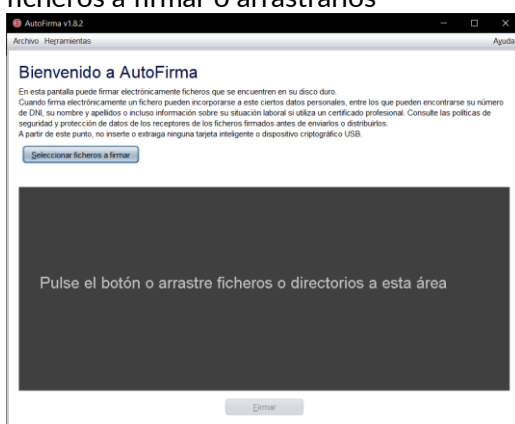 ficheros a firmar o arrastrarlos
AutoFirma v1.8.2
Archivo Herramientas Ayuda
Bienvenido a AutoFirma
En esta pantalla puede firmar electrónicamente ficheros que se encuentren en su disco duro.
Cuando firma electrónicamente un fichero pueden incorporarse a este ciertos datos personales, entre los que pueden encontrarse su número
de DNI, su nombre y apellidos o incluso información sobre su situación laboral si utiliza un certificado profesional. Consulte las políticas de
seguridad y protección de datos de los receptores de los ficheros firmados antes de enviarlos o distribuirlos.
A partir de este punto, no inserte o extraiga ninguna tarjeta inteligente o dispositivo criptográfico USB.
Seleccionar ficheros a firmar
Pulse el botón o arrastre ficheros o directorios a esta área
Firmar